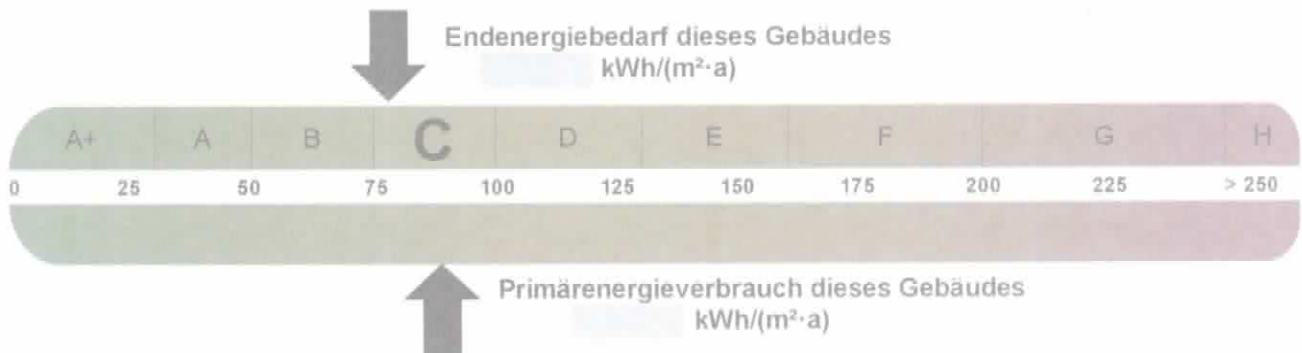 Endenergiebedarf dieses Gebäudes
kWh/(m²·a)
A+ A B C D E F G H
0 25 50 75 100 125 150 175 200 225 > 250
Primärenergieverbrauch dieses Gebäudes
kWh/(m²·a)